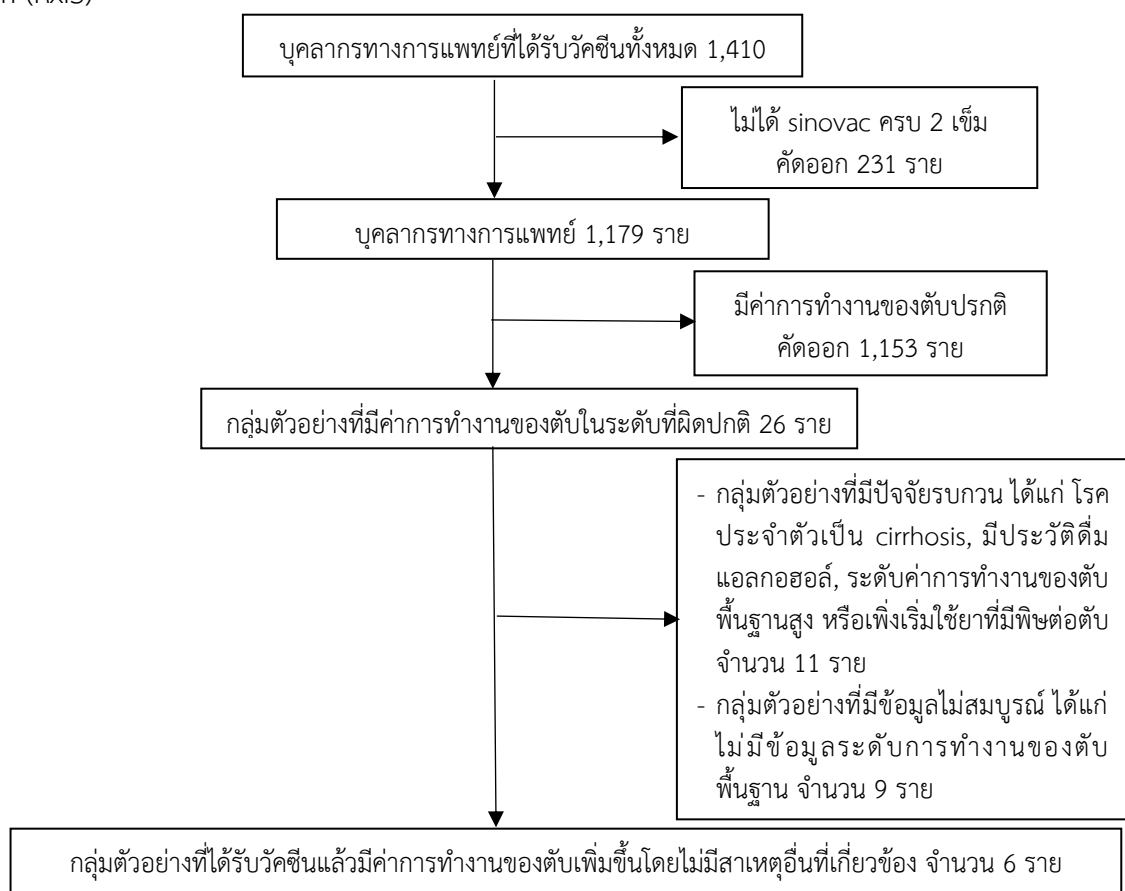 บุคลากรทางการแพทย์ที่ได้รับวัคซีนทั้งหมด 1,410
ไม่ได้ sinovac ครบ 2 เข็ม
คัดออก 231 ราย
บุคลากรทางการแพทย์ 1,179 ราย
มีค่าการทำงานของตับปรกติ
คัดออก 1,153 ราย
กลุ่มตัวอย่างที่มีค่าการทำงานของตับในระดับที่ผิดปกติ 26 ราย
- กลุ่มตัวอย่างที่มีปัจจัยรบกวน ได้แก่ โรค
ประจำตัวเป็น cirrhosis, มีประวัติดื่ม
แอลกอฮอล์, ระดับค่าการทำงานของตับ
พื้นฐานสูง หรือเพิ่งเริ่มใช้ยาที่มีพิษต่อตับ
จำนวน 11 ราย
- กลุ่มตัวอย่างที่มีข้อมูลไม่สมบูรณ์ ได้แก่
ไม่มีข้อมูลระดับการทำงานของตับ
พื้นฐาน จำนวน 9 ราย
กลุ่มตัวอย่างที่ได้รับวัคซีนแล้วมีค่าการทำงานของตับเพิ่มขึ้นโดยไม่มีสาเหตุอื่นที่เกี่ยวข้อง จำนวน 6 ราย